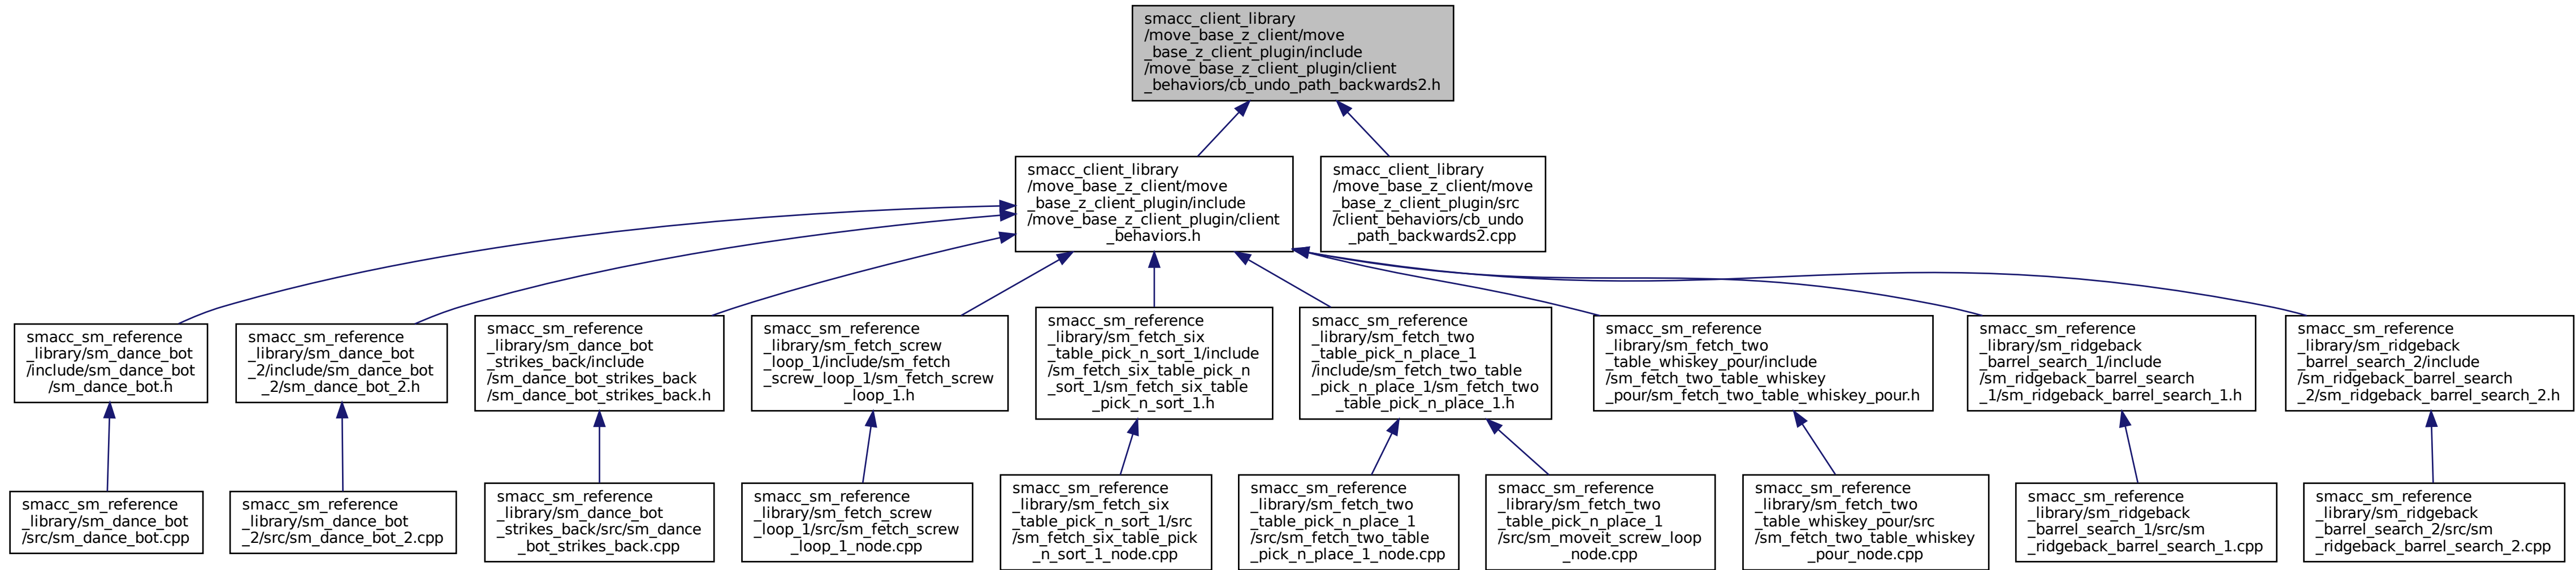 smacc_client_library
/move_base_z_client/move
_base_z_client_plugin/include
/move_base_z_client_plugin/client
_behaviors/cb_undo_path_backwards2.h
smacc_client_library
/move_base_z_client/move
_base_z_client_plugin/include
/move_base_z_client_plugin/client
_behaviors.h
smacc_client_library
/move_base_z_client/move
_base_z_client_plugin/src
/client_behaviors/cb_undo
_path_backwards2.cpp
smacc_sm_reference
_library/sm_dance_bot
/include/sm_dance_bot
/sm_dance_bot.h
smacc_sm_reference
_library/sm_dance_bot
_2/include/sm_dance_bot
_2/sm_dance_bot_2.h
smacc_sm_reference
_library/sm_dance_bot
_strikes_back/include
/sm_dance_bot_strikes_back
/sm_dance_bot_strikes_back.h
smacc_sm_reference
_library/sm_fetch_screw
_loop_1/include/sm_fetch
_screw_loop_1/sm_fetch_screw
_loop_1.h
smacc_sm_reference
_library/sm_fetch_six
_table_pick_n_sort_1/include
/sm_fetch_six_table_pick_n
_sort_1/sm_fetch_six_table
_pick_n_sort_1.h
smacc_sm_reference
_library/sm_fetch_two
_table_pick_n_place_1
/include/sm_fetch_two_table
_pick_n_place_1/sm_fetch_two
_table_pick_n_place_1.h
smacc_sm_reference
_library/sm_fetch_two
_table_whiskey_pour/include
/sm_fetch_two_table_whiskey
_pour/sm_fetch_two_table_whiskey_pour.h
smacc_sm_reference
_library/sm_ridgeback
_barrel_search_1/include
/sm_ridgeback_barrel_search
_1/sm_ridgeback_barrel_search_1.h
smacc_sm_reference
_library/sm_ridgeback
_barrel_search_2/include
/sm_ridgeback_barrel_search
_2/sm_ridgeback_barrel_search_2.h
smacc_sm_reference
_library/sm_dance_bot
/src/sm_dance_bot.cpp
smacc_sm_reference
_library/sm_dance_bot
_2/src/sm_dance_bot_2.cpp
smacc_sm_reference
_library/sm_dance_bot
_strikes_back/src/sm_dance
_bot_strikes_back.cpp
smacc_sm_reference
_library/sm_fetch_screw
_loop_1/src/sm_fetch_screw
_loop_1_node.cpp
smacc_sm_reference
_library/sm_fetch_six
_table_pick_n_sort_1/src
/sm_fetch_six_table_pick
_n_sort_1_node.cpp
smacc_sm_reference
_library/sm_fetch_two
_table_pick_n_place_1
/src/sm_fetch_two_table
_pick_n_place_1_node.cpp
smacc_sm_reference
_library/sm_fetch_two
_table_pick_n_place_1
/src/sm_moveit_screw_loop
_node.cpp
smacc_sm_reference
_library/sm_fetch_two
_table_whiskey_pour/src
/sm_fetch_two_table_whiskey
_pour_node.cpp
smacc_sm_reference
_library/sm_ridgeback
_barrel_search_1/src/sm
_ridgeback_barrel_search_1.cpp
smacc_sm_reference
_library/sm_ridgeback
_barrel_search_2/src/sm
_ridgeback_barrel_search_2.cpp